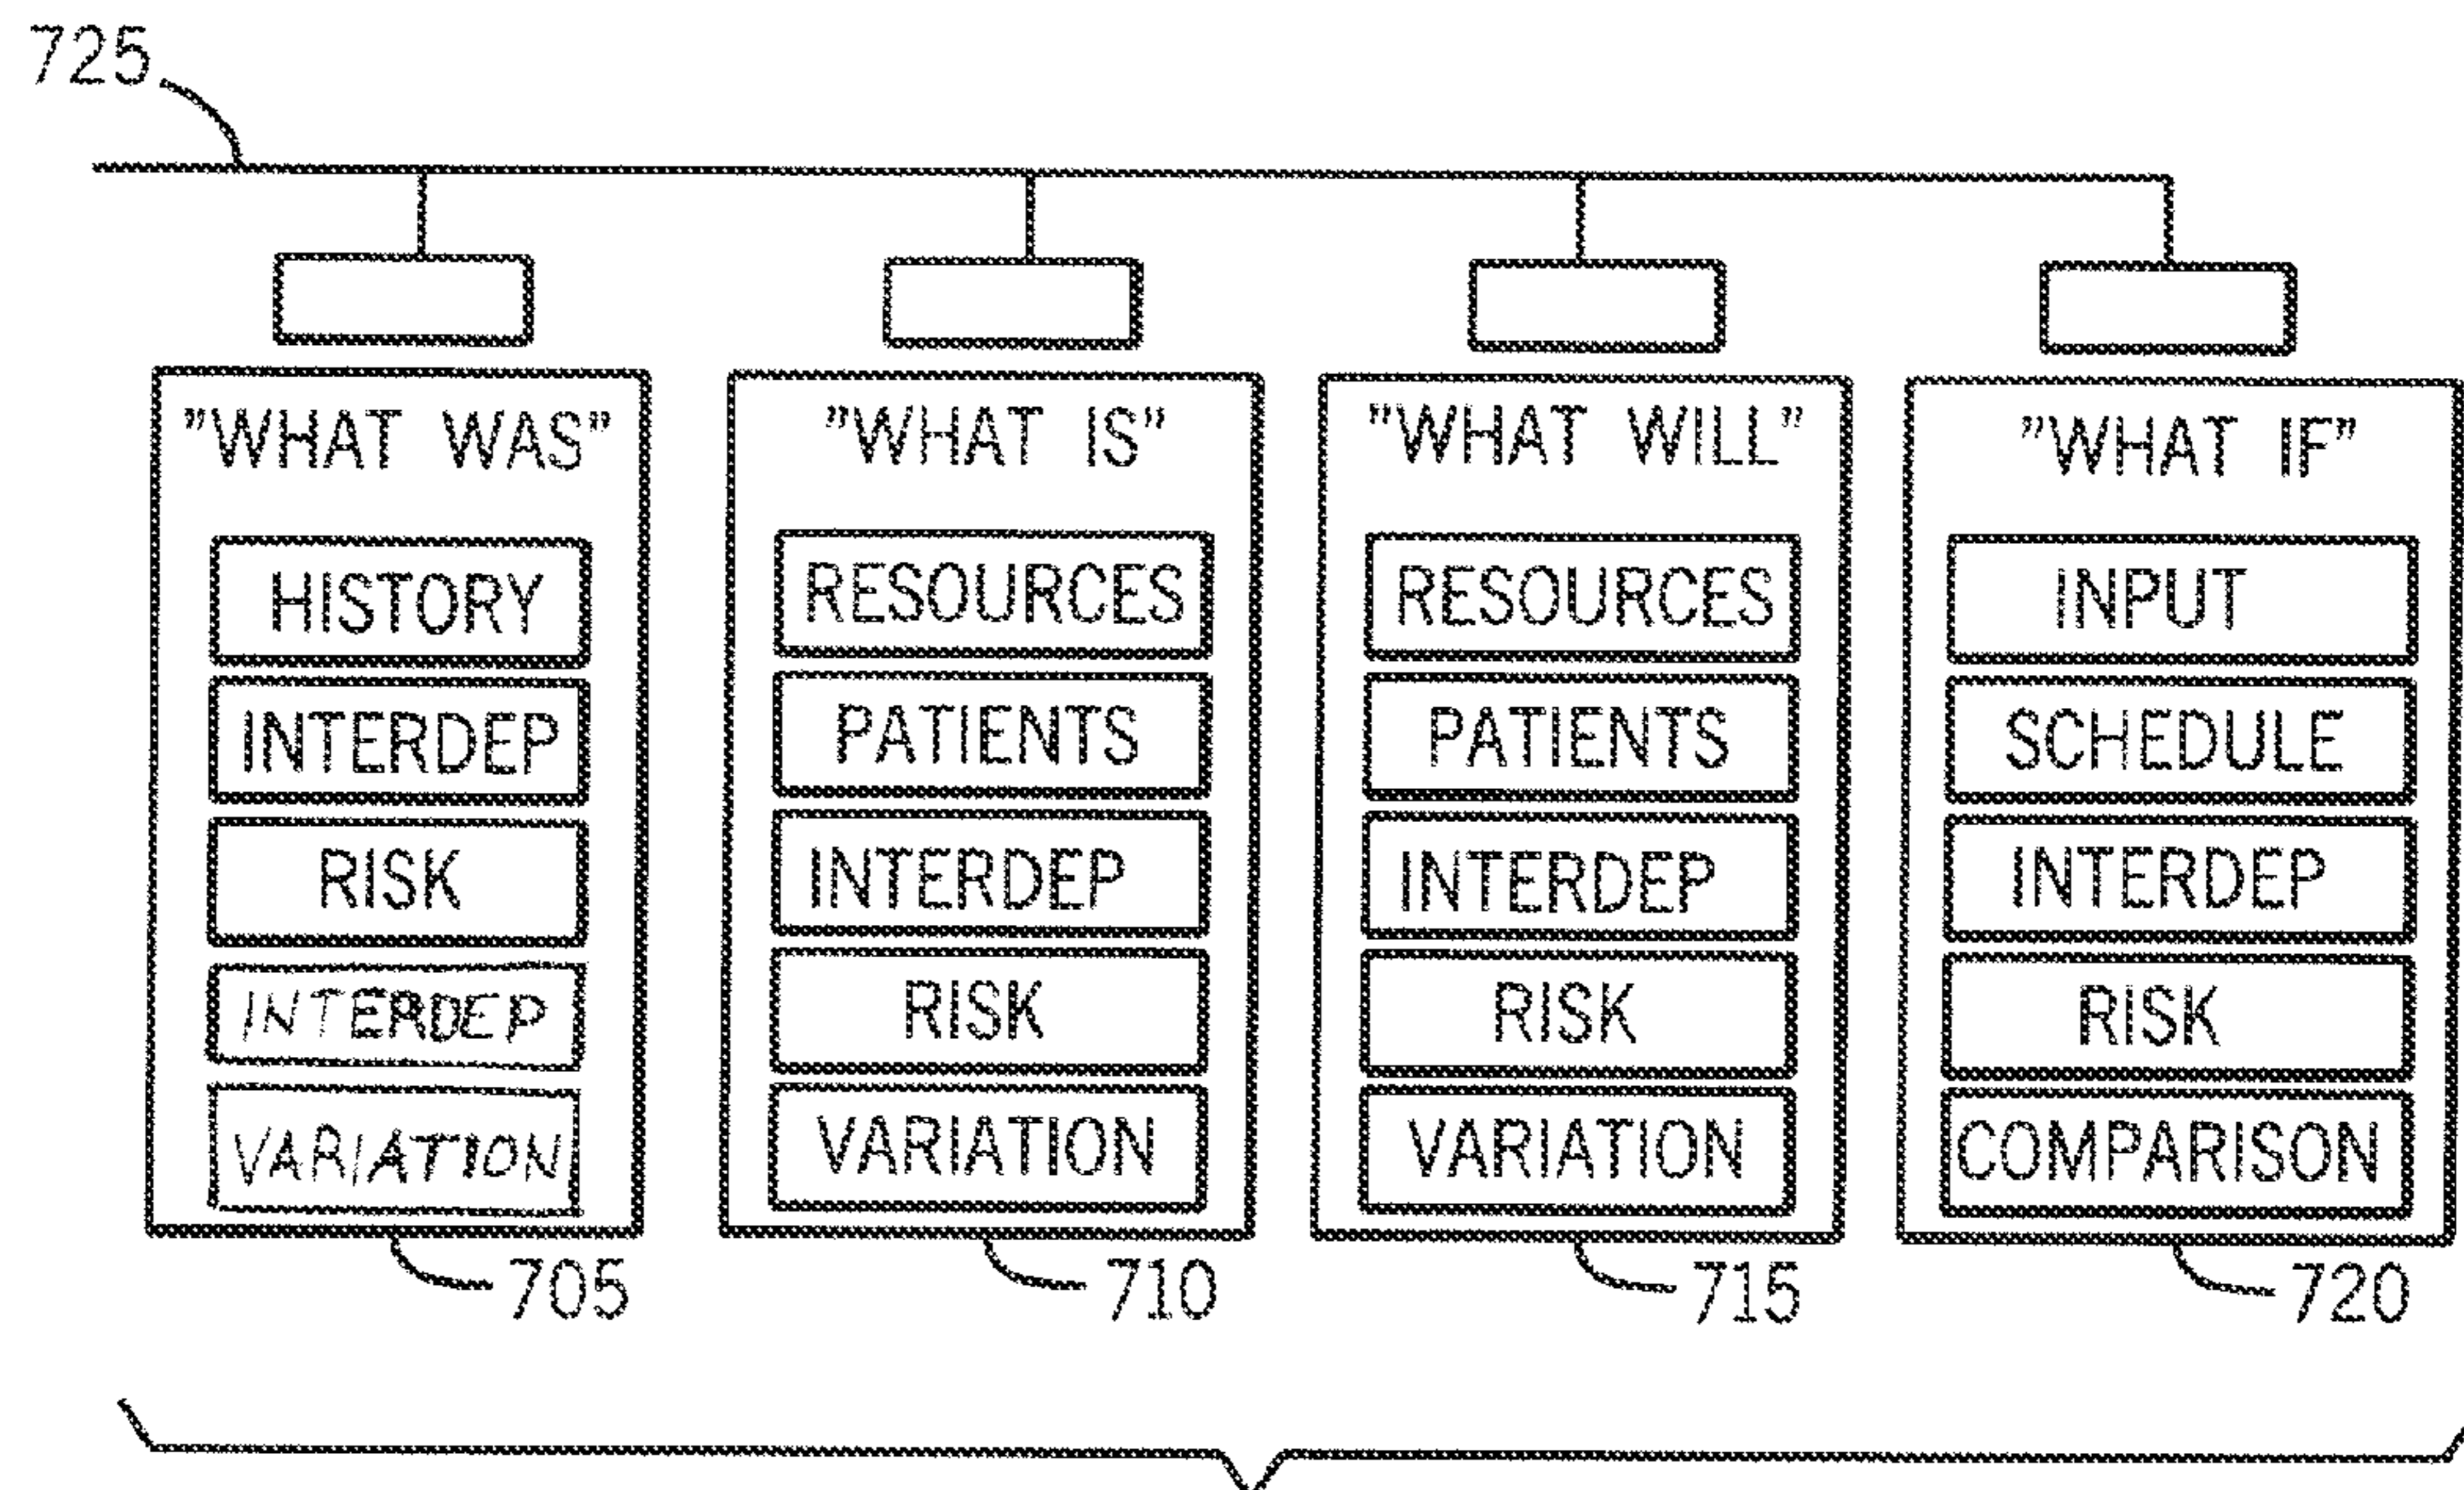 725
”WHAT WAS”
HISTORY
INTERDEP
RISK
INTERDEP
VARIATION
705
”WHAT IS”
RESOURCES
PATIENTS
INTERDEP
RISK
VARIATION
710
”WHAT WILL”
RESOURCES
PATIENTS
INTERDEP
RISK
VARIATION
715
”WHAT IF”
INPUT
SCHEDULE
INTERDEP
RISK
COMPARISON
720